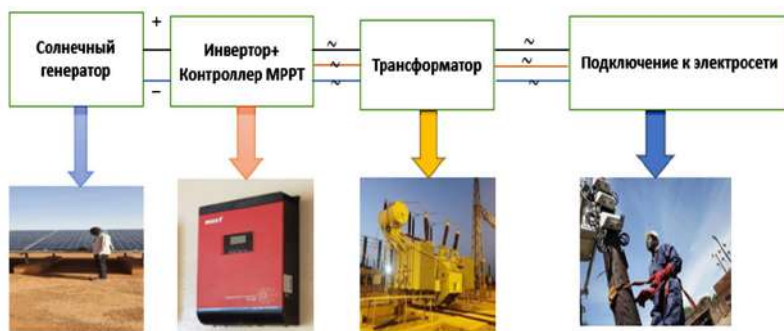 +
Солнечный
генератор
−
Инвертор+
Контроллер MPPT
~
~
~
Трансформатор
~
~
~
Подключение к электросети